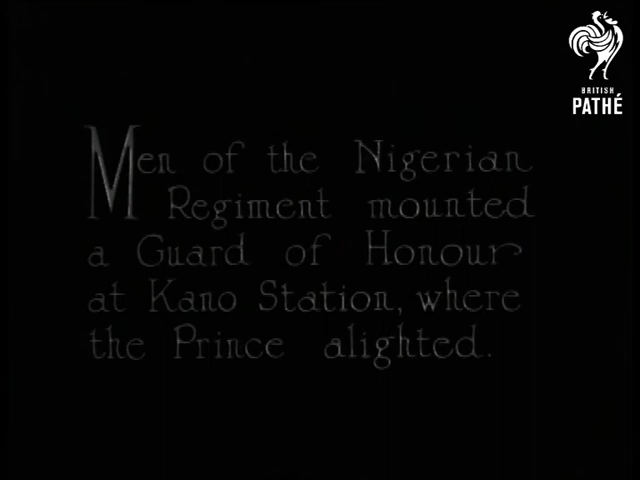 BRITISH
PATHÉ
Men of the Nigerian
Regiment mounted
a Guard of Honour
at Kano Station, where
the Prince alighted.